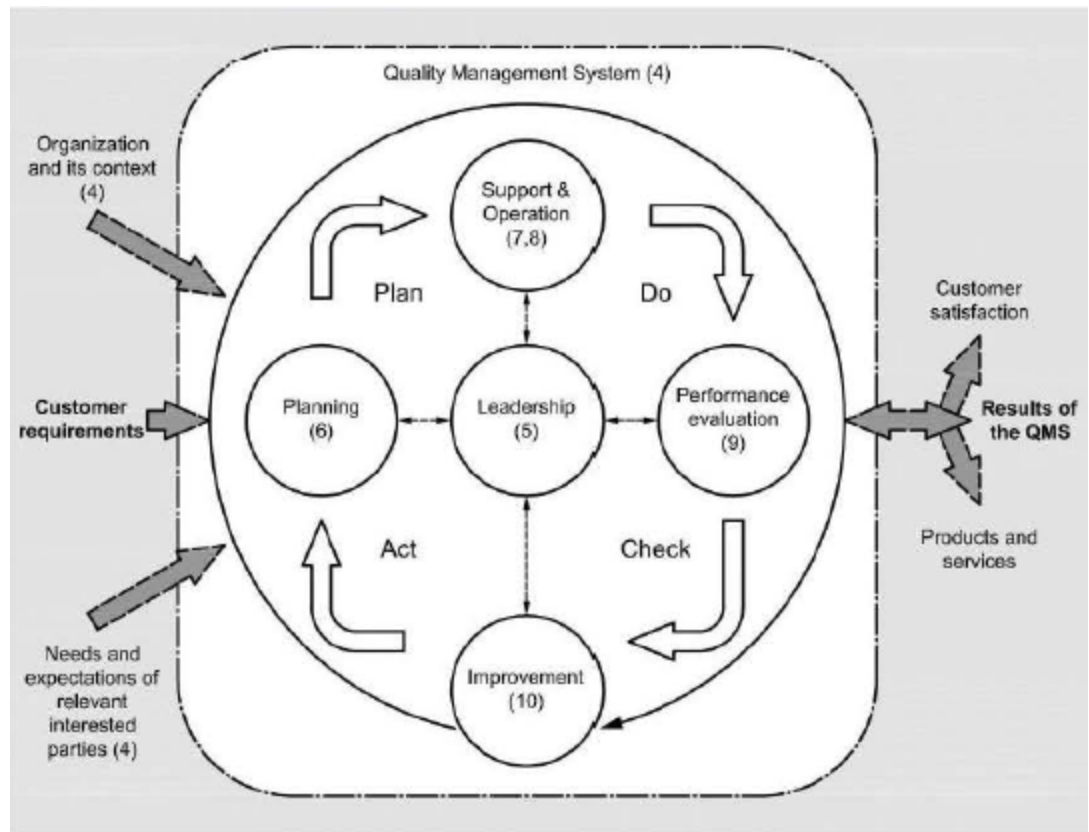 Quality Management System (4)
Organization
and its context
(4)
Support &
Operation
(7,8)
Plan
Do
Customer
satisfaction
Customer
requirements
Planning
(6)
Leadership
(5)
Performance
evaluation
(9)
Results of
the QMS
Act
Check
Products and
services
Needs and
expectations of
relevant
interested
parties (4)
Improvement
(10)